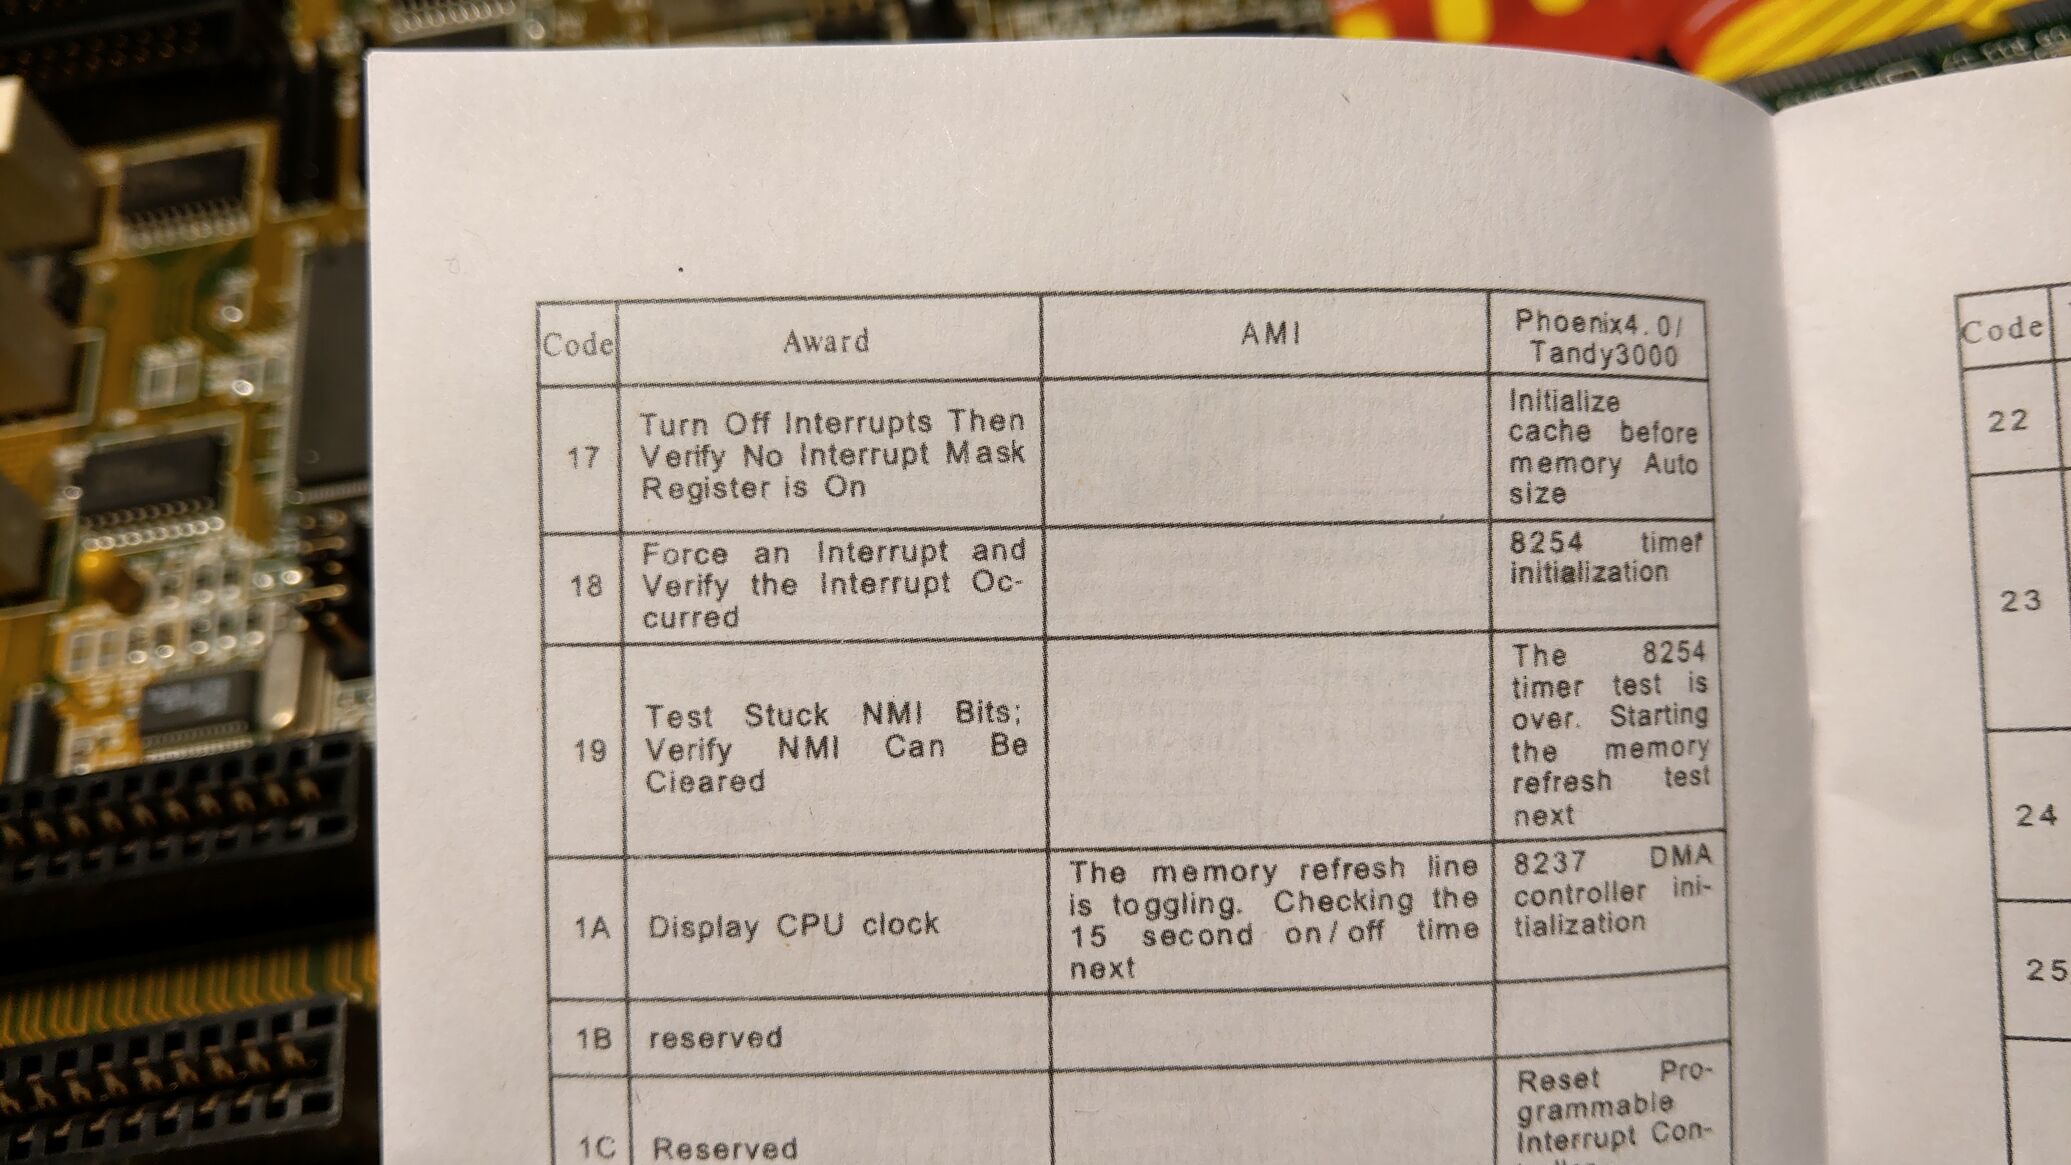 Code
Award
AMI
Phoenix4.0/
Tandy3000
17
Turn Off Interrupts Then
Verify No Interrupt Mask
Register is On
Initialize
cache before
memory Auto
size
18
Force an Interrupt and
Verify the Interrupt Oc-
curred
8254 timer
initialization
19
Test Stuck NMI Bits;
Verify NMI Can Be
Cieared
The 8254
timer test is
over. Starting
the memory
refresh test
next
1A
Display CPU clock
The memory refresh line
is toggling. Checking the
15 second on/off time
next
8237 DMA
controller ini-
tialization
1B
reserved
1C
Reserved
Reset Pro-
grammable
Interrupt Con-
Code
22
23
24
25